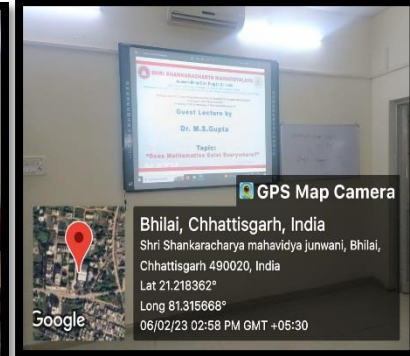 SHRI SHANKARACHARYA MAHAVIDYALAYA
Guest Lecture by
Dr. M.S.Gupta
Topic:
"Does Mathematics Exist Everywhere?"
GPS Map Camera
Bhilai, Chhattisgarh, India
Shri Shankaracharya mahavidya junwani, Bhilai,
Chhattisgarh 490020, India
Lat 21.218362°
Long 81.315668°
06/02/23 02:58 PM GMT +05:30
Google